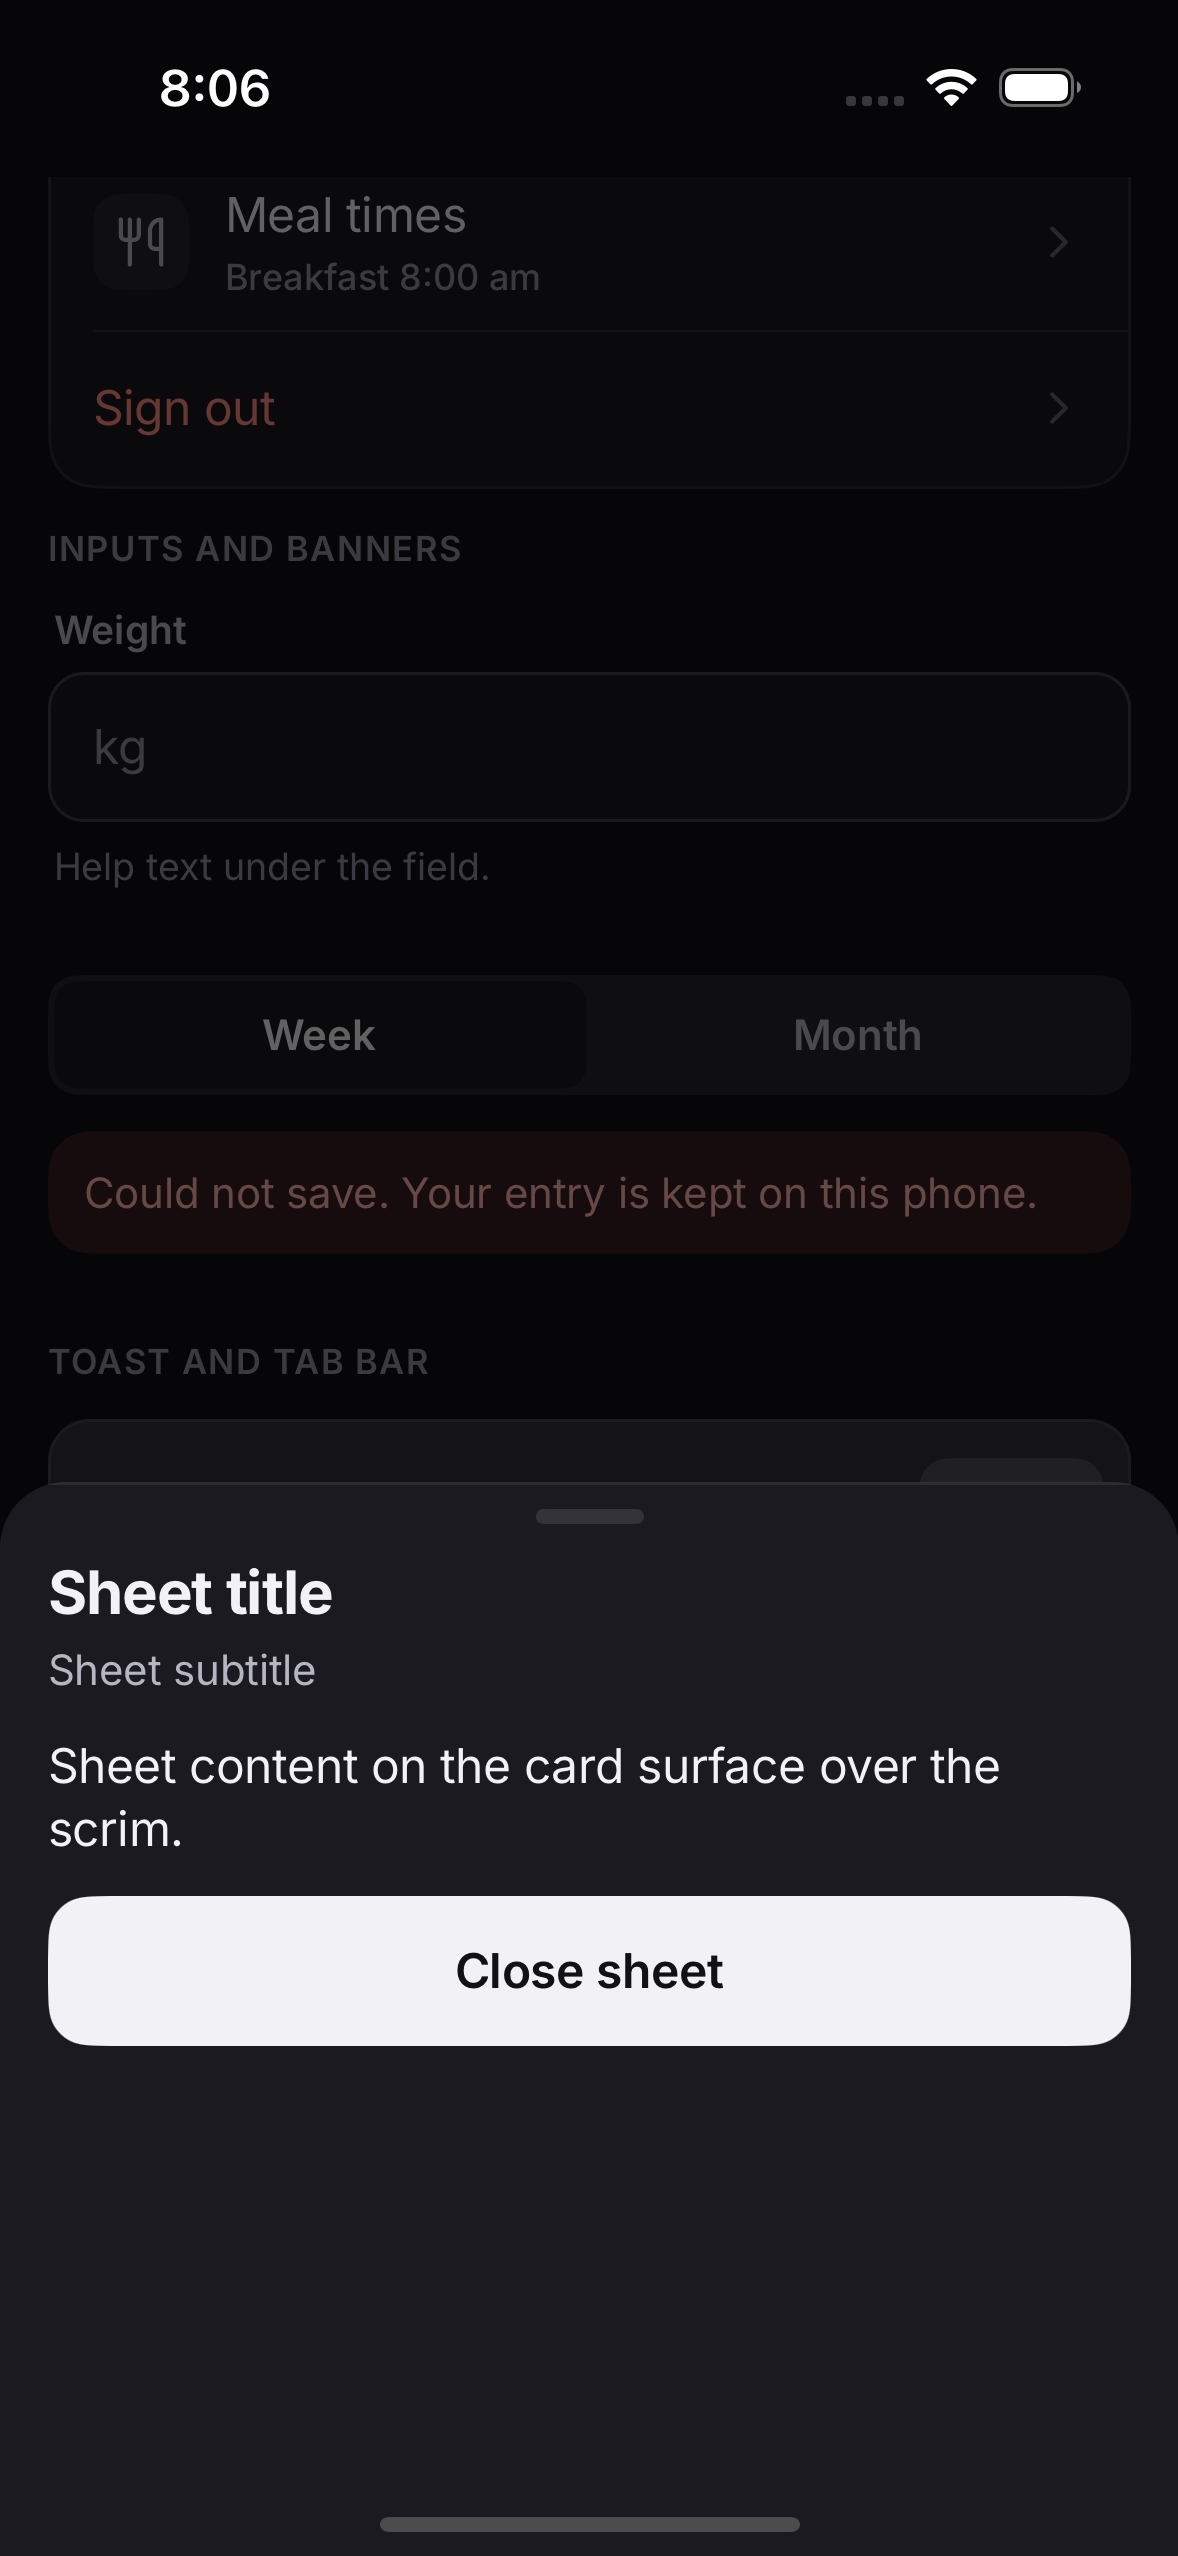 8:06
Meal times
Breakfast 8:00 am
Sign out
INPUTS AND BANNERS
Weight
kg
Help text under the field.
Week
Month
Could not save. Your entry is kept on this phone.
TOAST AND TAB BAR
Sheet title
Sheet subtitle
Sheet content on the card surface over the
scrim.
Close sheet